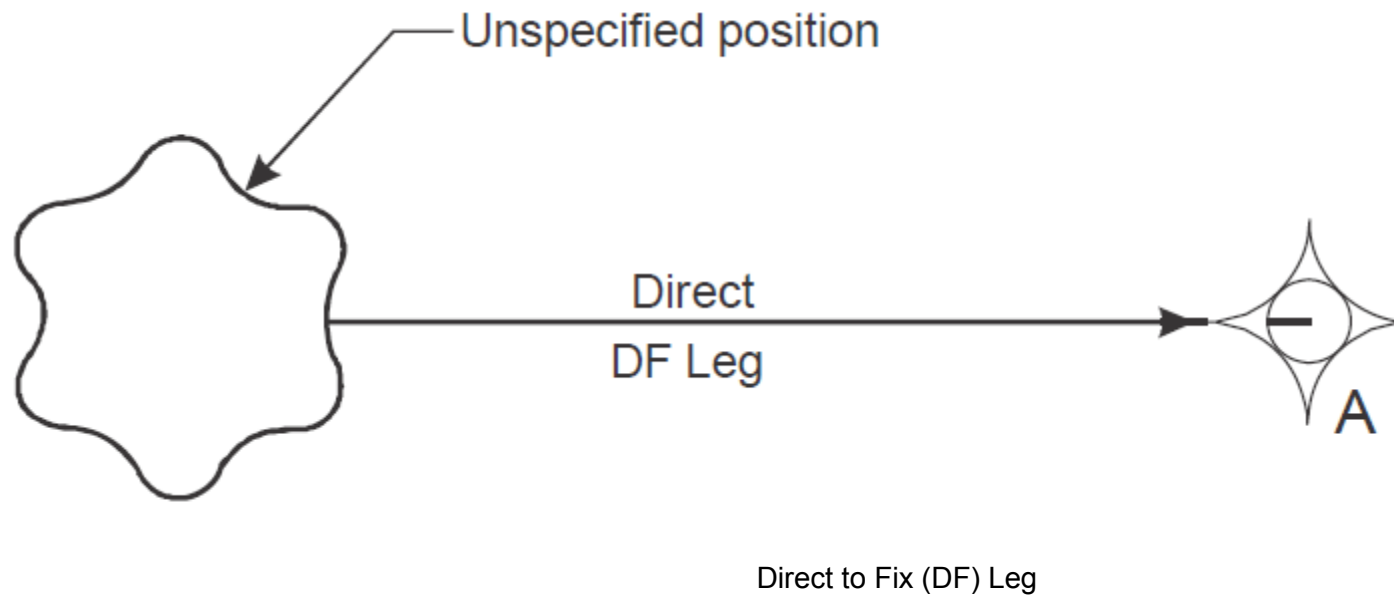 Unspecified position
Direct
DF Leg
A
Direct to Fix (DF) Leg